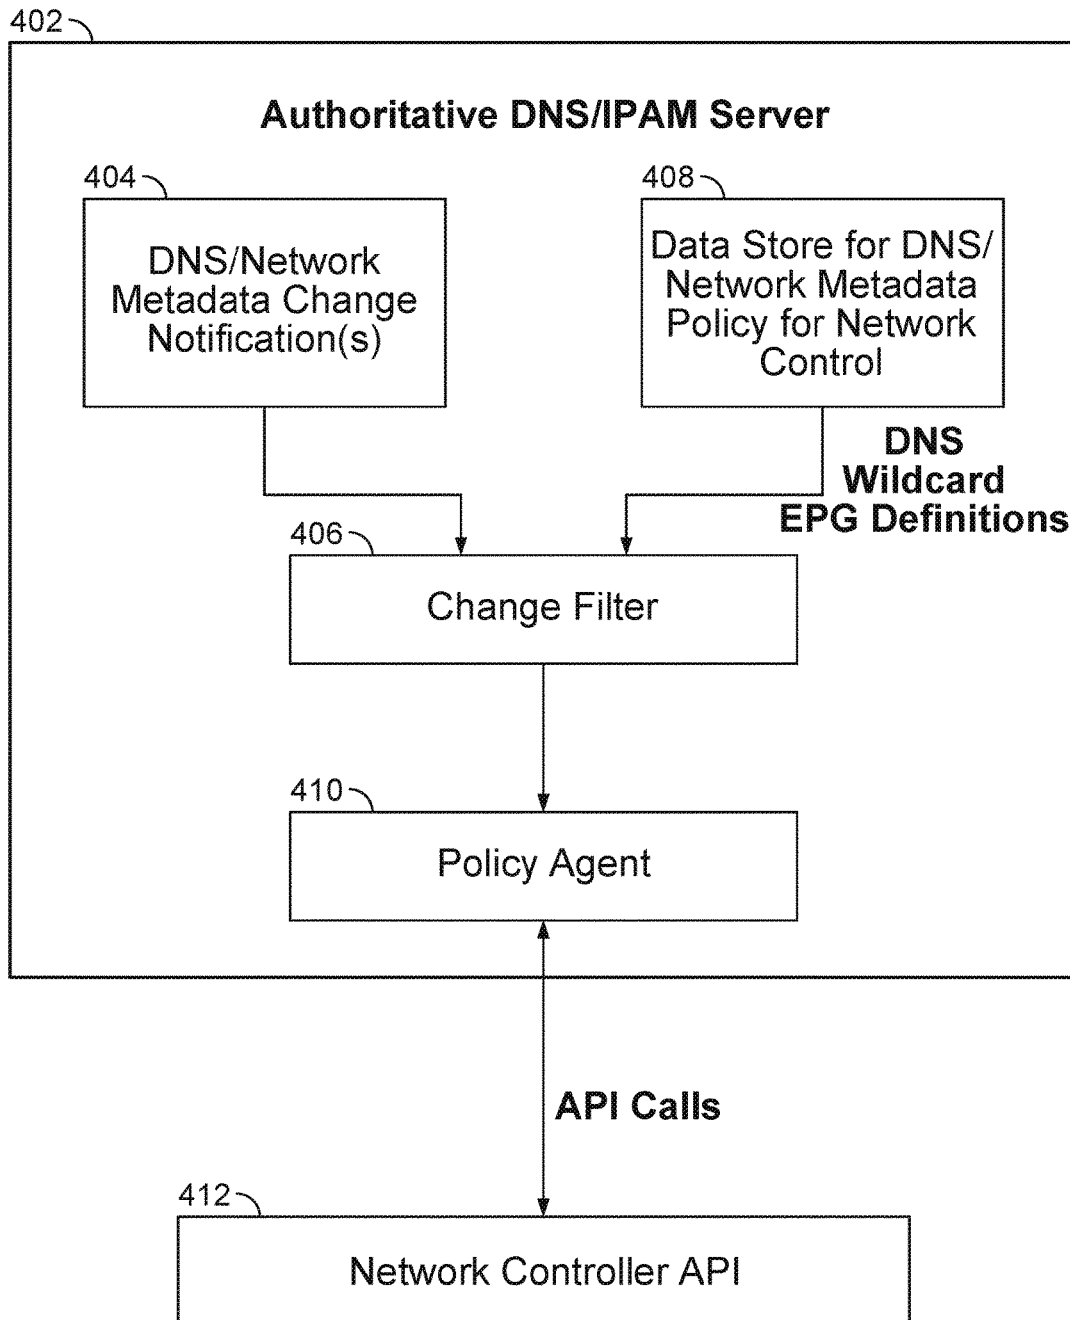 402
Authoritative DNS/IPAM Server
404
DNS/Network
Metadata Change
Notification(s)
408
Data Store for DNS/
Network Metadata
Policy for Network
Control
DNS
Wildcard
EPG Definitions
406
Change Filter
410
Policy Agent
API Calls
412
Network Controller API